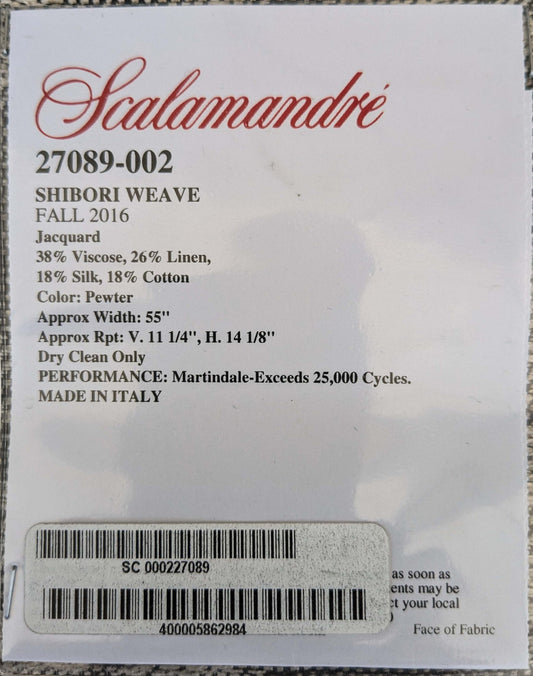 Scalamandré
27089-002
SHIBORI WEAVE
FALL 2016
Jacquard
38% Viscose, 26% Linen,
18% Silk, 18% Cotton
Color: Pewter
Approx Width: 55"
Approx Rpt: V. 11 1/4", H. 14 1/8"
Dry Clean Only
PERFORMANCE: Martindale-Exceeds 25,000 Cycles.
MADE IN ITALY
SC 000227089
as soon as
may be
your local
400005862984
Face of Fabric